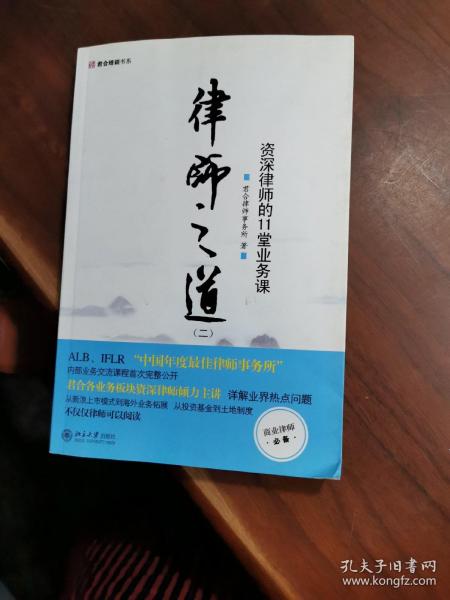 君合培训书系
律师之道
（二）
资深律师的11堂业务课
君合律师事务所 著
ALB、IFLR “中国年度最佳律师事务所”
内部业务交流课程首次完整公开
君合各业务板块资深律师倾力主讲 详解业界热点问题
从新浪上市模式到海外业务拓展 从投资基金到土地制度
不仅仅律师可以阅读
商业律师
·必备·
北京大学出版社
孔夫子旧书网
www.kongfz.com